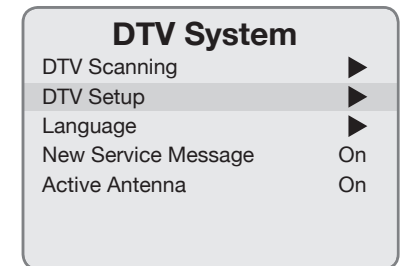 DTV System
DTV Scanning ▶
DTV Setup ▶
Language ▶
New Service Message On
Active Antenna On